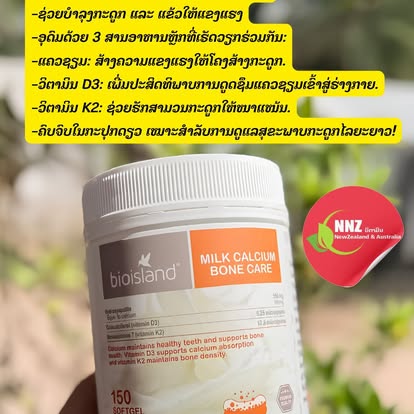 -ຊ່ວຍບຳລຸງກະດູກ ແລະ ແຂ້ວໃຫ້ແຂງແຮງ
-ອຸດົມດ້ວຍ 3 ສານອາຫານຫຼັກທີ່ເຮັດວຽກຮ່ວມກັນ:
-ແຄວຊຽມ: ສ້າງຄວາມແຂງແຮງໃຫ້ໂຄງສ້າງກະດູກ.
-ວິຕາມິນ D3: ເພີ່ມປະສິດທິພາບການດູດຊຶມແຄວຊຽມເຂົ້າສູ່ຮ່າງກາຍ.
-ວິຕາມິນ K2: ຊ່ວຍຮັກສາມວນກະດູກໃຫ້ໜາແໜ້ນ.
-ຄົບຈົບໃນກະປຸກດຽວ ເໝາະສຳລັບການດູແລສຸຂະພາບກະດູກໄລຍະຍາວ!
NNZ
NewZealand & Australia
bioisland
MILK CALCIUM
BONE CARE
(vitamin D3)
(vitamin K2)
Calcium maintains healthy teeth and supports bone
health. Vitamin D3 supports calcium absorption
and vitamin K2 maintains bone density.
150
SOFTGEL